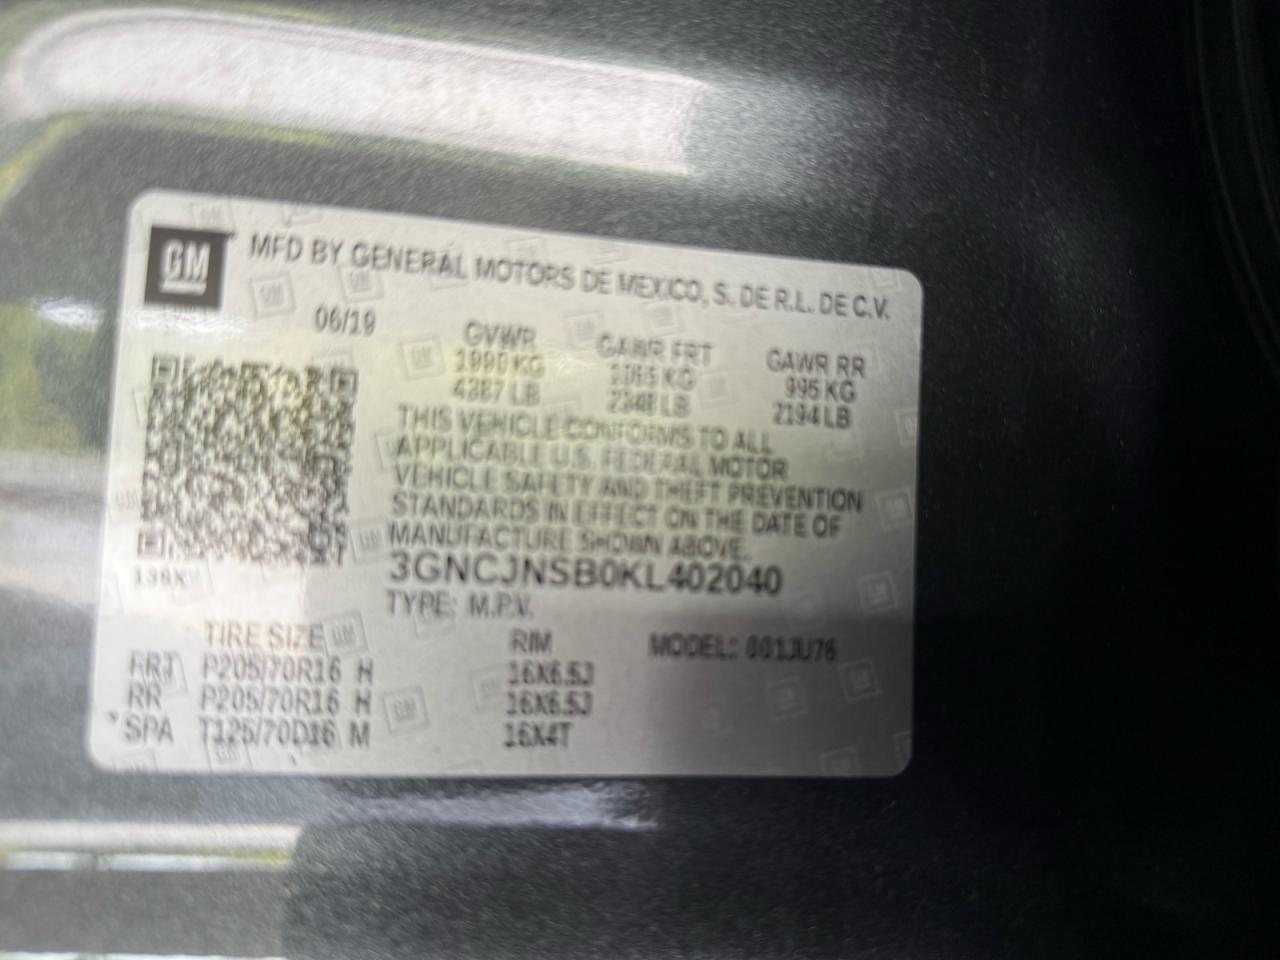 GM MFD BY GENERAL MOTORS DE MEXICO, S. DE R.L. DE C.V.
06/19
GVWR GAWR FRT GAWR RR
1990 KG 1065 KG 995 KG
4387 LB 2348 LB 2194 LB
THIS VEHICLE CONFORMS TO ALL
APPLICABLE U.S. FEDERAL MOTOR
VEHICLE SAFETY AND THEFT PREVENTION
STANDARDS IN EFFECT ON THE DATE OF
MANUFACTURE SHOWN ABOVE.
3GNCJNSB0KL402040
TYPE: M.P.V.
TIRE SIZE RIM MODEL: 001JU76
FRT P205/70R16 H 16X6.5J
RR P205/70R16 H 16X6.5J
SPA T125/70D16 M 16X4T